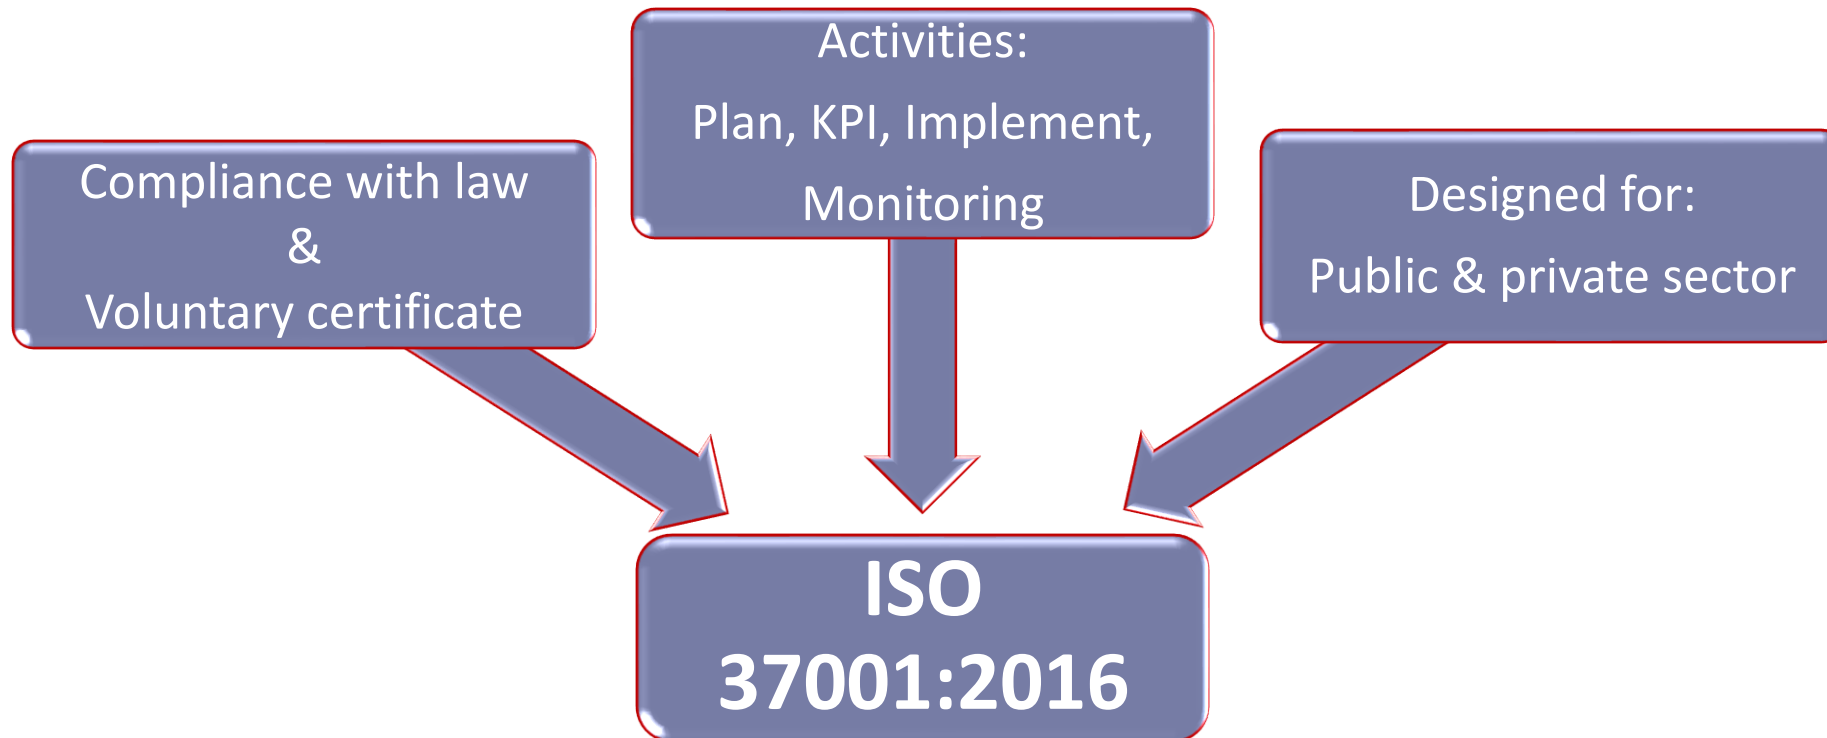 Compliance with law
&
Voluntary certificate
Activities:
Plan, KPI, Implement,
Monitoring
Designed for:
Public & private sector
ISO
37001:2016